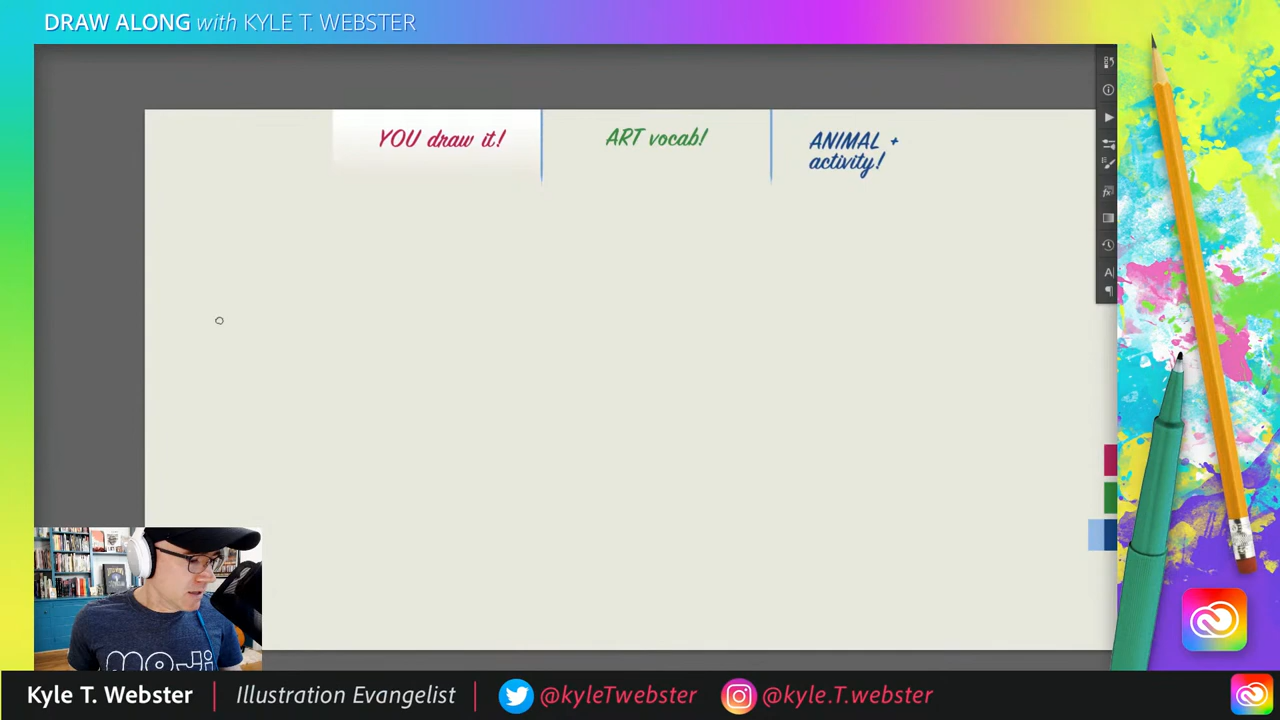 DRAW ALONG with KYLE T. WEBSTER
YOU draw it!
ART vocab!
ANIMAL +
activity!
moji
Kyle T. Webster | Illustration Evangelist | @kyleTwebster @kyle.T.webster